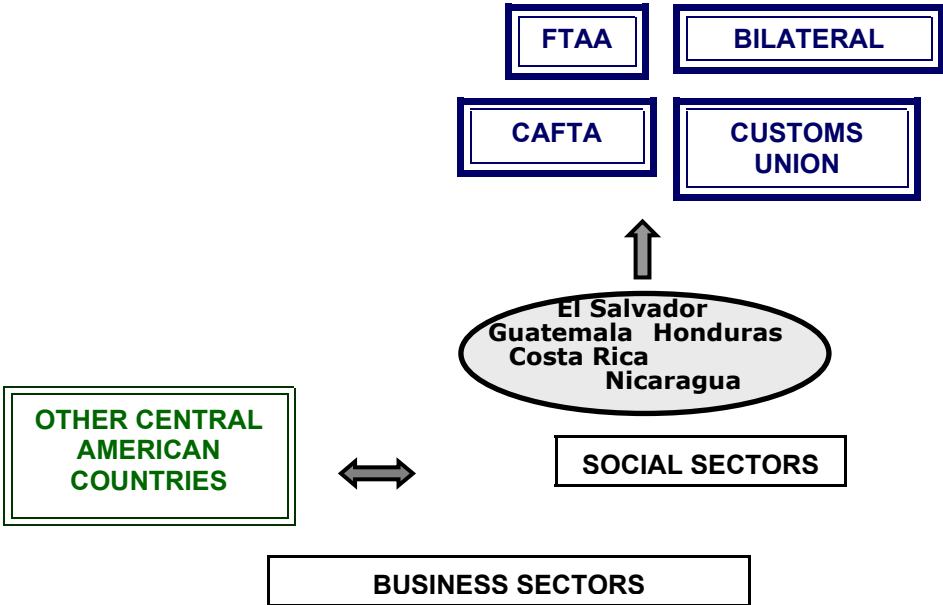 FTAA
BILATERAL
CAFTA
CUSTOMS
UNION
El Salvador
Guatemala Honduras
Costa Rica
Nicaragua
OTHER CENTRAL
AMERICAN
COUNTRIES
SOCIAL SECTORS
BUSINESS SECTORS